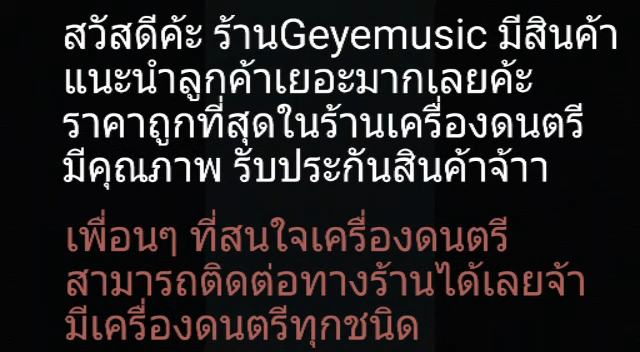 สวัสดีค้ะ ร้านGeyemusic มีสินค้า
แนะนำลูกค้าเยอะมากเลยค้ะ
ราคาถูกที่สุดในร้านเครื่องดนตรี
มีคุณภาพ รับประกันสินค้าจ้าา
เพื่อนๆ ที่สนใจเครื่องดนตรี
สามารถติดต่อทางร้านได้เลยจ้า
มีเครื่องดนตรีทุกชนิด